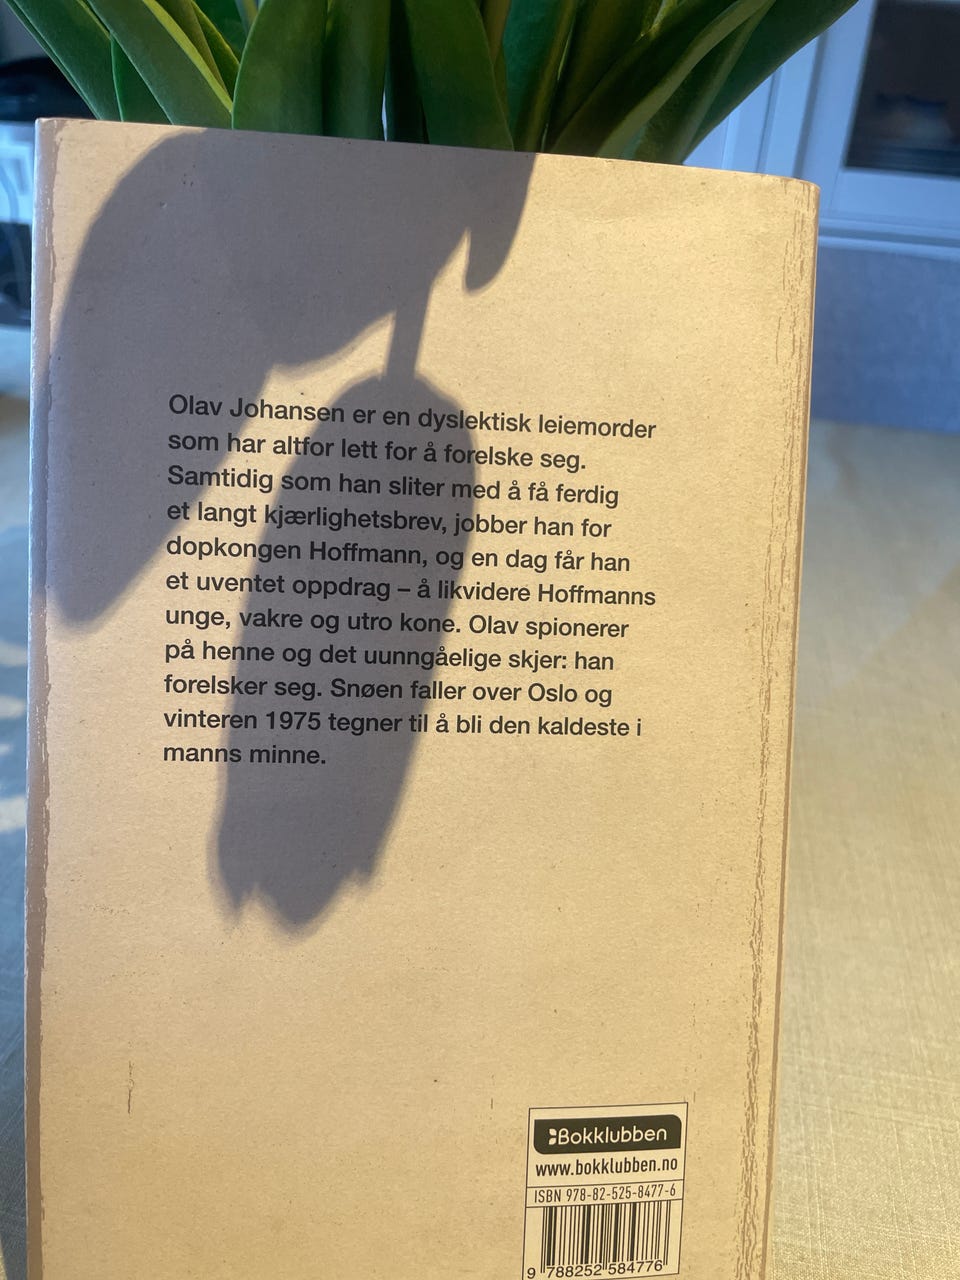 Olav Johansen er en dyslektisk leiemorder
som har altfor lett for å forelske seg.
Samtidig som han sliter med å få ferdig
et langt kjærlighetsbrev, jobber han for
dopkongen Hoffmann, og en dag får han
et uventet oppdrag – å likvidere Hoffmanns
unge, vakre og utro kone. Olav spionerer
på henne og det uunngåelige skjer: han
forelsker seg. Snøen faller over Oslo og
vinteren 1975 tegner til å bli den kaldeste i
manns minne.
Bokklubben
www.bokklubben.no
ISBN 978-82-525-8477-6
9 788252 584776